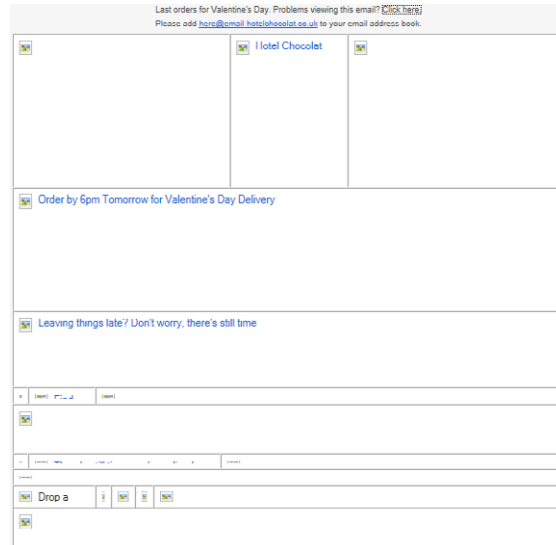 Last orders for Valentine's Day. Problems viewing this email? Click here.
Please add here@email.hotelchocolat.co.uk to your email address book.
Hotel Chocolat
Order by 6pm Tomorrow for Valentine's Day Delivery
Leaving things late? Don't worry, there's still time
Drop a